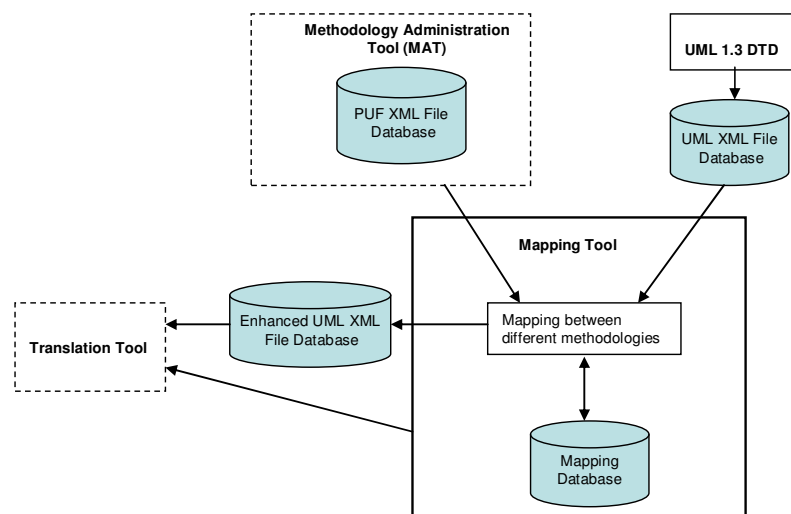 Methodology Administration
Tool (MAT)
PUF XML File
Database
UML 1.3 DTD
UML XML File
Database
Mapping Tool
Enhanced UML XML
File Database
Mapping between
different methodologies
Translation Tool
Mapping
Database